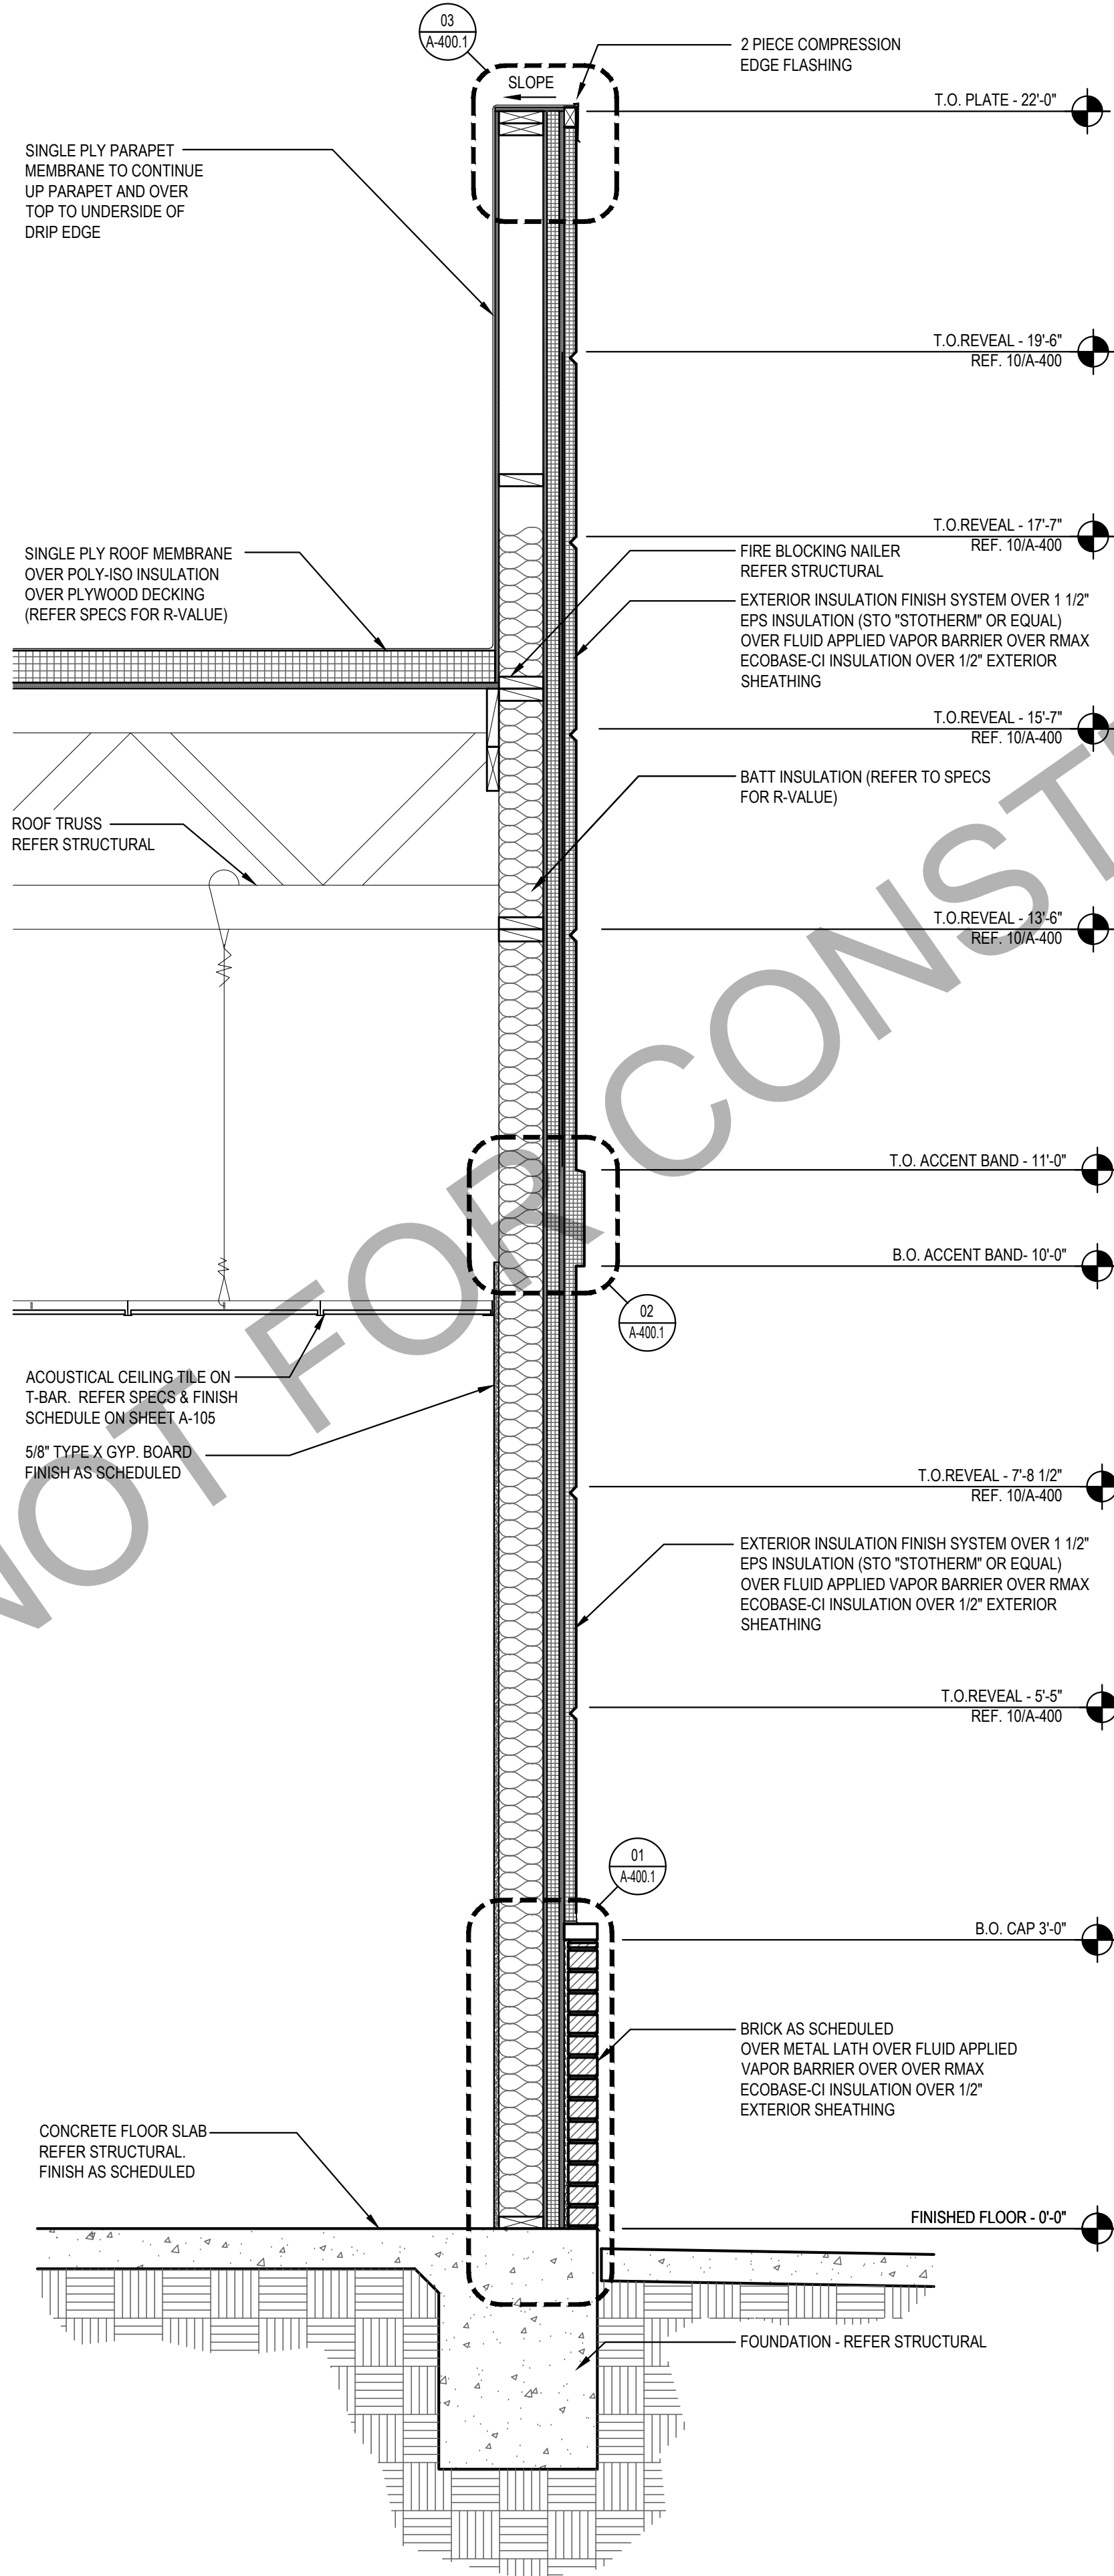 03
A-400.1
SLOPE
2 PIECE COMPRESSION
EDGE FLASHING
T.O. PLATE - 22'-0"
SINGLE PLY PARAPET
MEMBRANE TO CONTINUE
UP PARAPET AND OVER
TOP TO UNDERSIDE OF
DRIP EDGE
T.O.REVEAL - 19'-6"
REF. 10/A-400
T.O.REVEAL - 17'-7"
REF. 10/A-400
SINGLE PLY ROOF MEMBRANE
OVER POLY-ISO INSULATION
OVER PLYWOOD DECKING
(REFER SPECS FOR R-VALUE)
FIRE BLOCKING NAILER
REFER STRUCTURAL
EXTERIOR INSULATION FINISH SYSTEM OVER 1 1/2"
EPS INSULATION (STO "STOTHERM" OR EQUAL)
OVER FLUID APPLIED VAPOR BARRIER OVER RMAX
ECOBASE-CI INSULATION OVER 1/2" EXTERIOR
SHEATHING
T.O.REVEAL - 15'-7"
REF. 10/A-400
BATT INSULATION (REFER TO SPECS
FOR R-VALUE)
ROOF TRUSS
REFER STRUCTURAL
T.O.REVEAL - 13'-6"
REF. 10/A-400
T.O. ACCENT BAND - 11'-0"
B.O. ACCENT BAND- 10'-0"
02
A-400.1
ACOUSTICAL CEILING TILE ON
T-BAR. REFER SPECS & FINISH
SCHEDULE ON SHEET A-105
5/8" TYPE X GYP. BOARD
FINISH AS SCHEDULED
T.O.REVEAL - 7'-8 1/2"
REF. 10/A-400
EXTERIOR INSULATION FINISH SYSTEM OVER 1 1/2"
EPS INSULATION (STO "STOTHERM" OR EQUAL)
OVER FLUID APPLIED VAPOR BARRIER OVER RMAX
ECOBASE-CI INSULATION OVER 1/2" EXTERIOR
SHEATHING
T.O.REVEAL - 5'-5"
REF. 10/A-400
01
A-400.1
B.O. CAP 3'-0"
BRICK AS SCHEDULED
OVER METAL LATH OVER FLUID APPLIED
VAPOR BARRIER OVER OVER RMAX
ECOBASE-CI INSULATION OVER 1/2"
EXTERIOR SHEATHING
CONCRETE FLOOR SLAB
REFER STRUCTURAL.
FINISH AS SCHEDULED
FINISHED FLOOR - 0'-0"
FOUNDATION - REFER STRUCTURAL
NOT FOR CONST